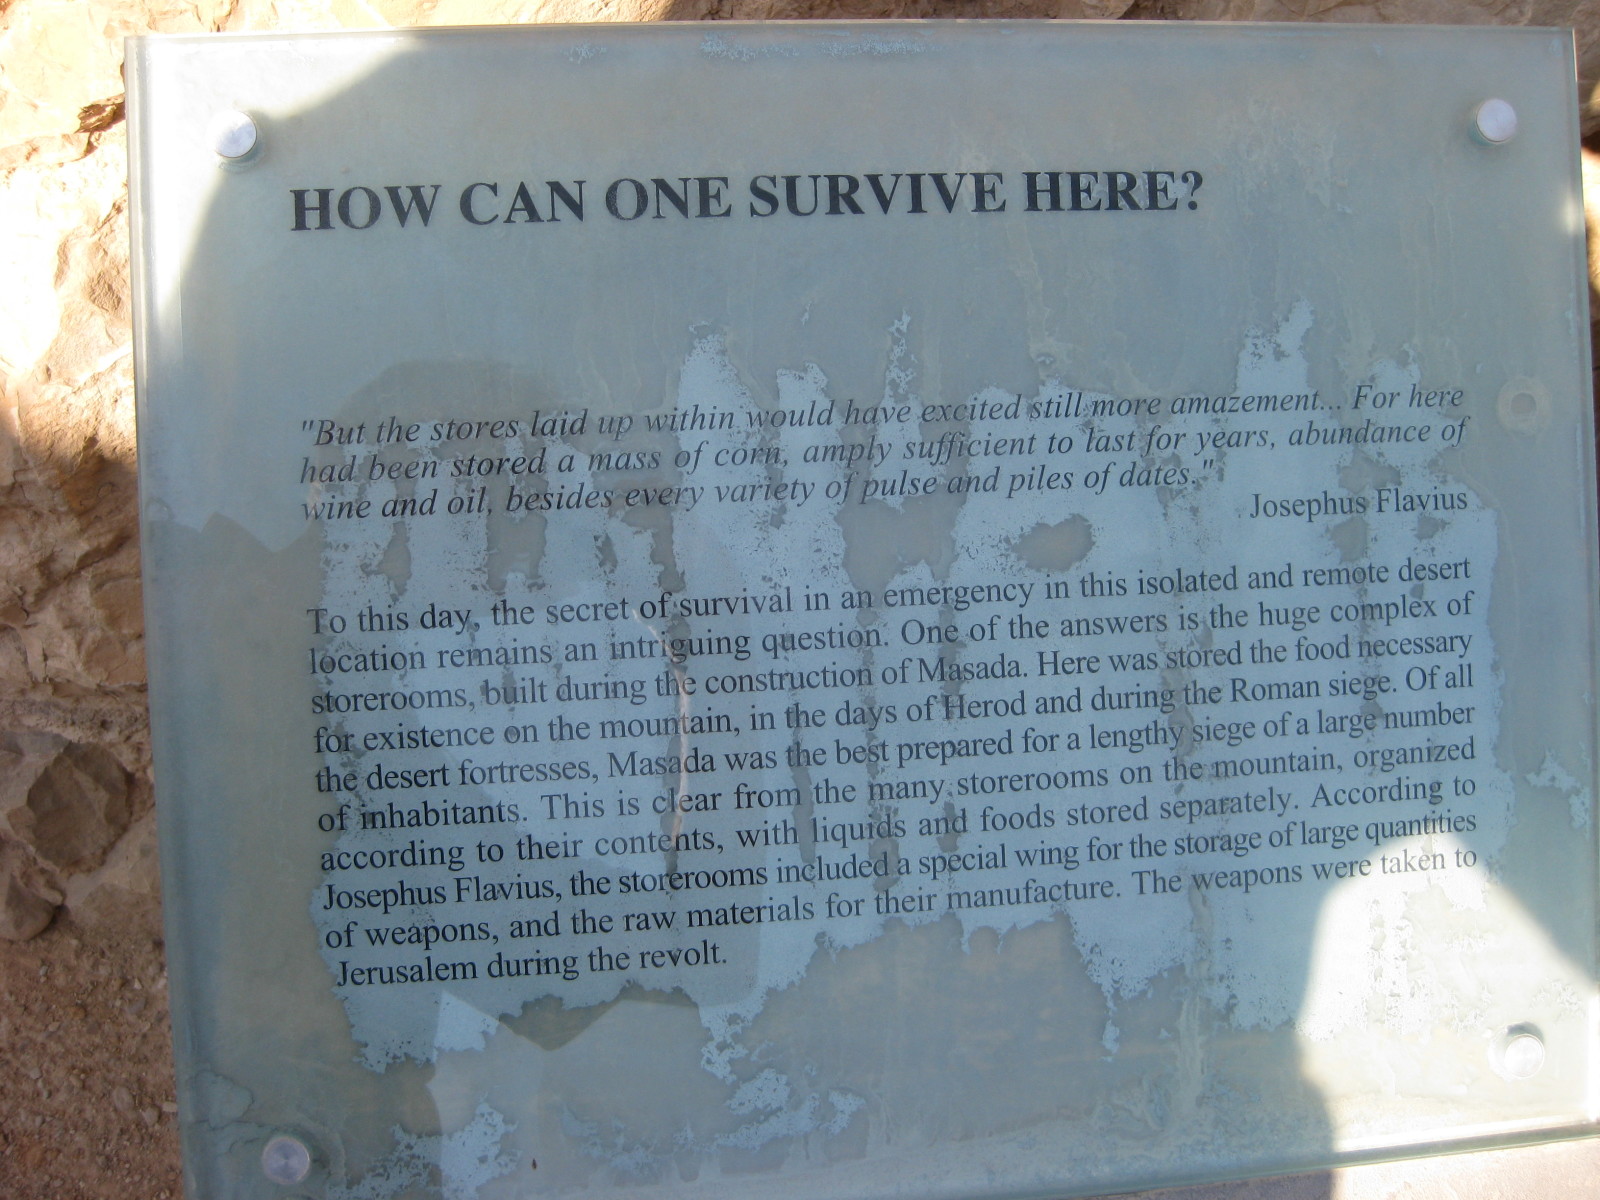 HOW CAN ONE SURVIVE HERE?
"But the stores laid up within would have excited still more amazement... For here
had been stored a mass of corn, amply sufficient to last for years, abundance of
wine and oil, besides every variety of pulse and piles of dates."
Josephus Flavius
To this day, the secret of survival in an emergency in this isolated and remote desert
location remains an intriguing question. One of the answers is the huge complex of
storerooms, built during the construction of Masada. Here was stored the food necessary
for existence on the mountain, in the days of Herod and during the Roman siege. Of all
the desert fortresses, Masada was the best prepared for a lengthy siege of a large number
of inhabitants. This is clear from the many storerooms on the mountain, organized
according to their contents, with liquids and foods stored separately. According to
Josephus Flavius, the storerooms included a special wing for the storage of large quantities
of weapons, and the raw materials for their manufacture. The weapons were taken to
Jerusalem during the revolt.